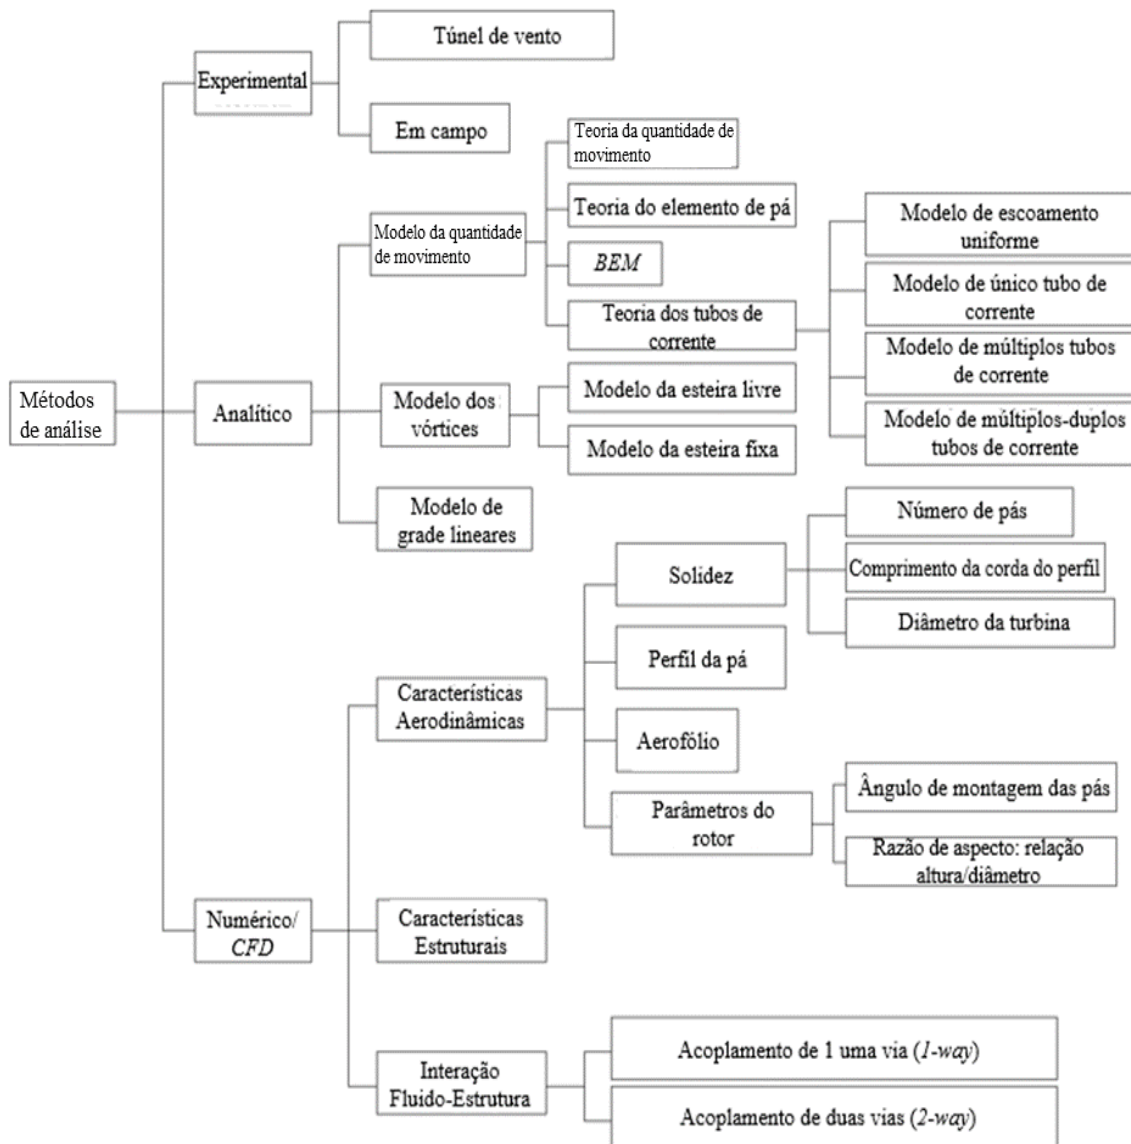 Túnel de vento
Experimental
Em campo
Teoria da quantidade de
movimento
Teoria do elemento de pá
Modelo de escoamento
uniforme
Modelo da quantidade
de movimento
BEM
Modelo de único tubo de
corrente
Teoria dos tubos de
corrente
Modelo de múltiplos tubos
de corrente
Métodos
de análise
Analítico
Modelo dos
vórtices
Modelo da esteira livre
Modelo de múltiplos-duplos
tubos de corrente
Modelo da esteira fixa
Modelo de
grade lineares
Número de pás
Solidez
Comprimento da corda do perfil
Diâmetro da turbina
Perfil da pá
Características
Aerodinâmicas
Aerofólio
Ângulo de montagem das pás
Parâmetros do
rotor
Razão de aspecto: relação
altura/diâmetro
Numérico/
CFD
Características
Estruturais
Acoplamento de 1 uma via (1-way)
Interação
Fluido-Estrutura
Acoplamento de duas vias (2-way)